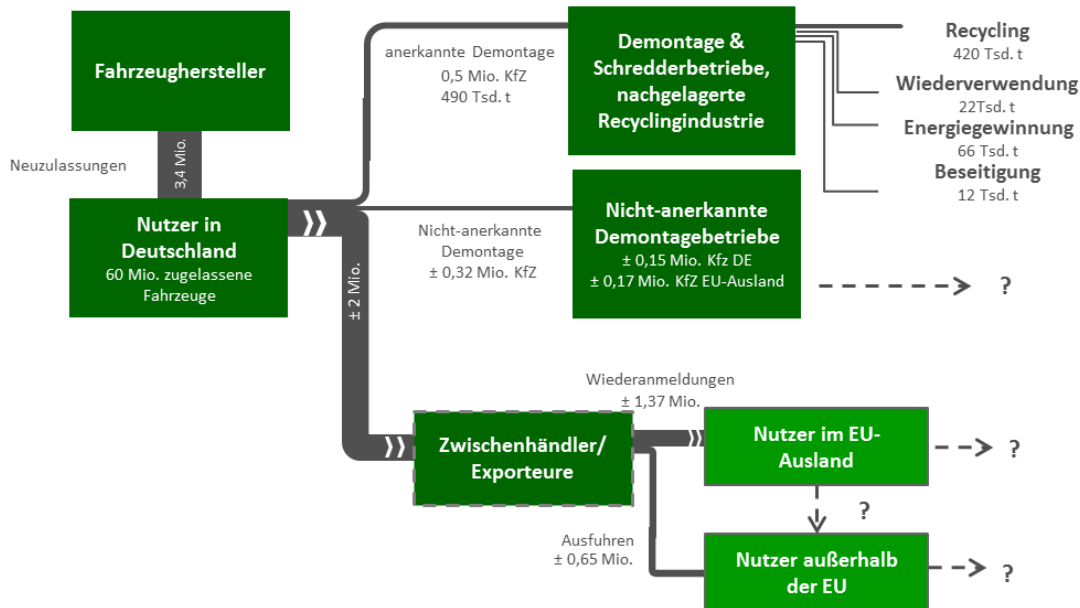 Fahrzeughersteller
Neuzulassungen
3,4 Mio.
Nutzer in
Deutschland
60 Mio. zugelassene
Fahrzeuge
anerkannte Demontage
0,5 Mio. KfZ
490 Tsd. t
Demontage &
Schredderbetriebe,
nachgelagerte
Recyclingindustrie
Recycling
420 Tsd. t
Wiederverwendung
22Tsd. t
Energiegewinnung
66 Tsd. t
Beseitigung
12 Tsd. t
Nicht-anerkannte
Demontage
± 0,32 Mio. KfZ
Nicht-anerkannte
Demontagebetriebe
± 0,15 Mio. Kfz DE
± 0,17 Mio. KfZ EU-Ausland
?
± 2 Mio.
Zwischenhändler/
Exporteure
Wiederanmeldungen
± 1,37 Mio.
Nutzer im EU-
Ausland
?
?
Ausfuhren
± 0,65 Mio.
Nutzer außerhalb
der EU
?